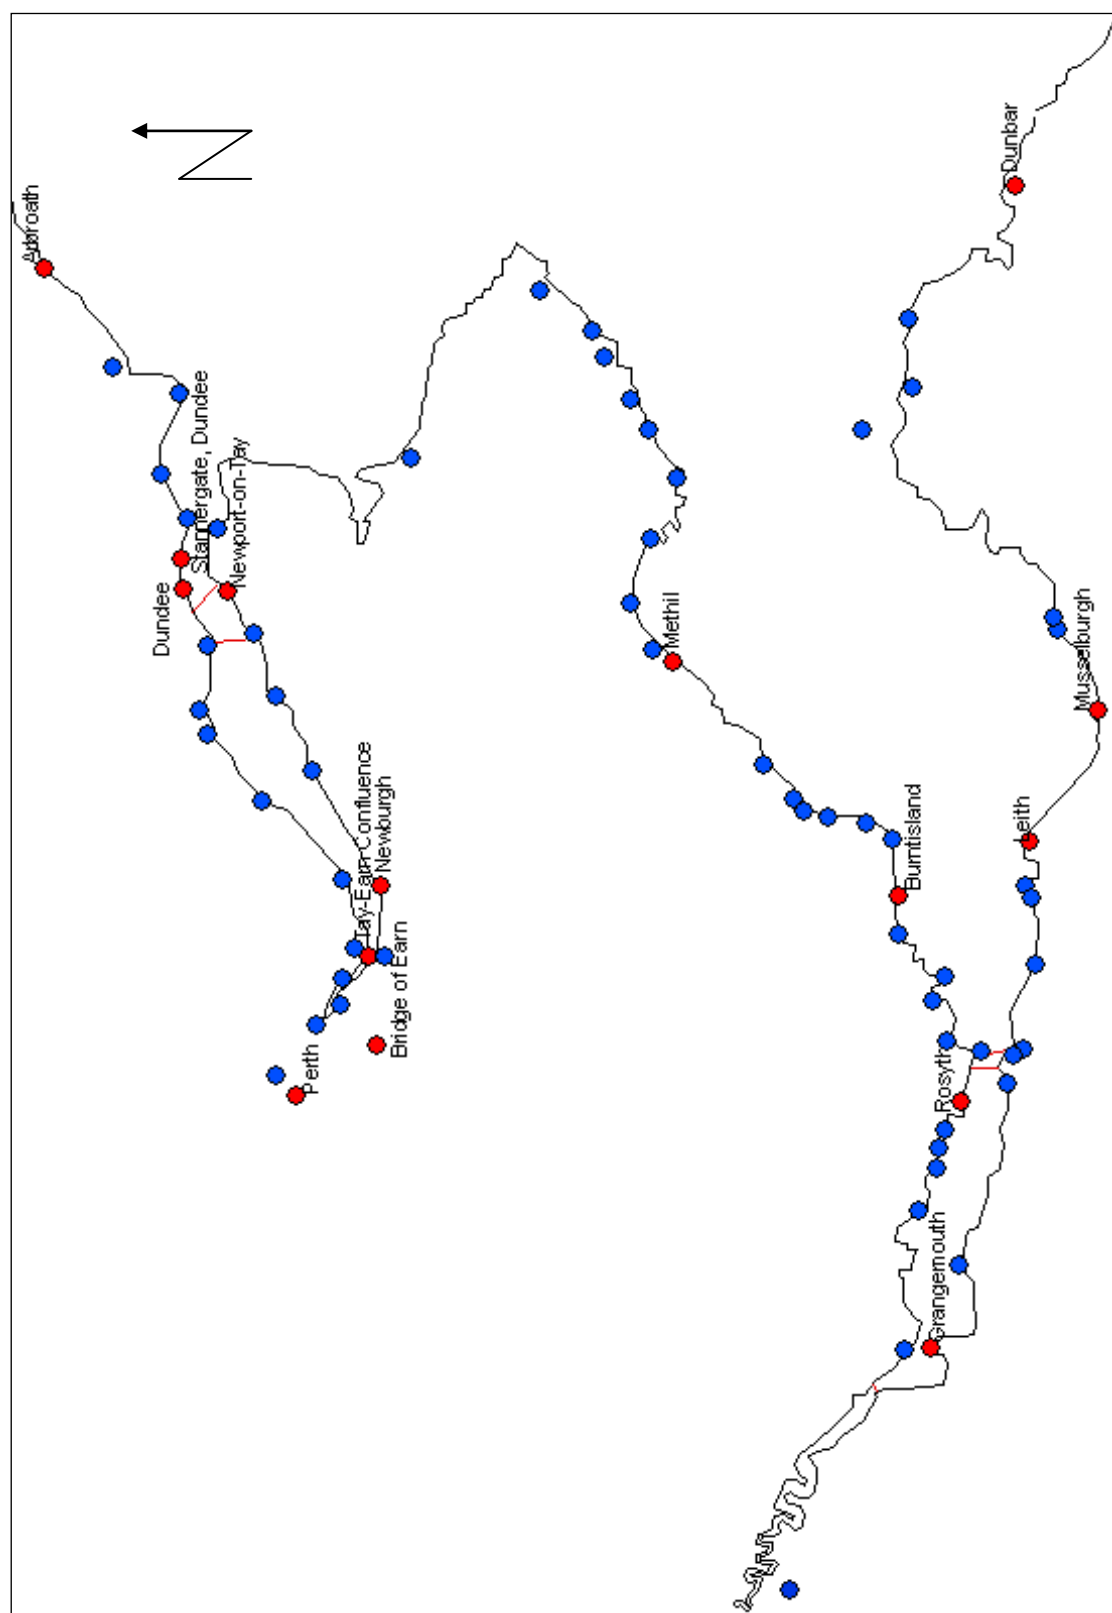 Arbroath
Stannergate, Dundee
Newport-on-Tay
Dundee
Tay-Earn Confluence
Newburgh
Bridge of Earn
Perth
Methil
Burntisland
Rosyth
Grangemouth
Dunbar
Musselburgh
Leith